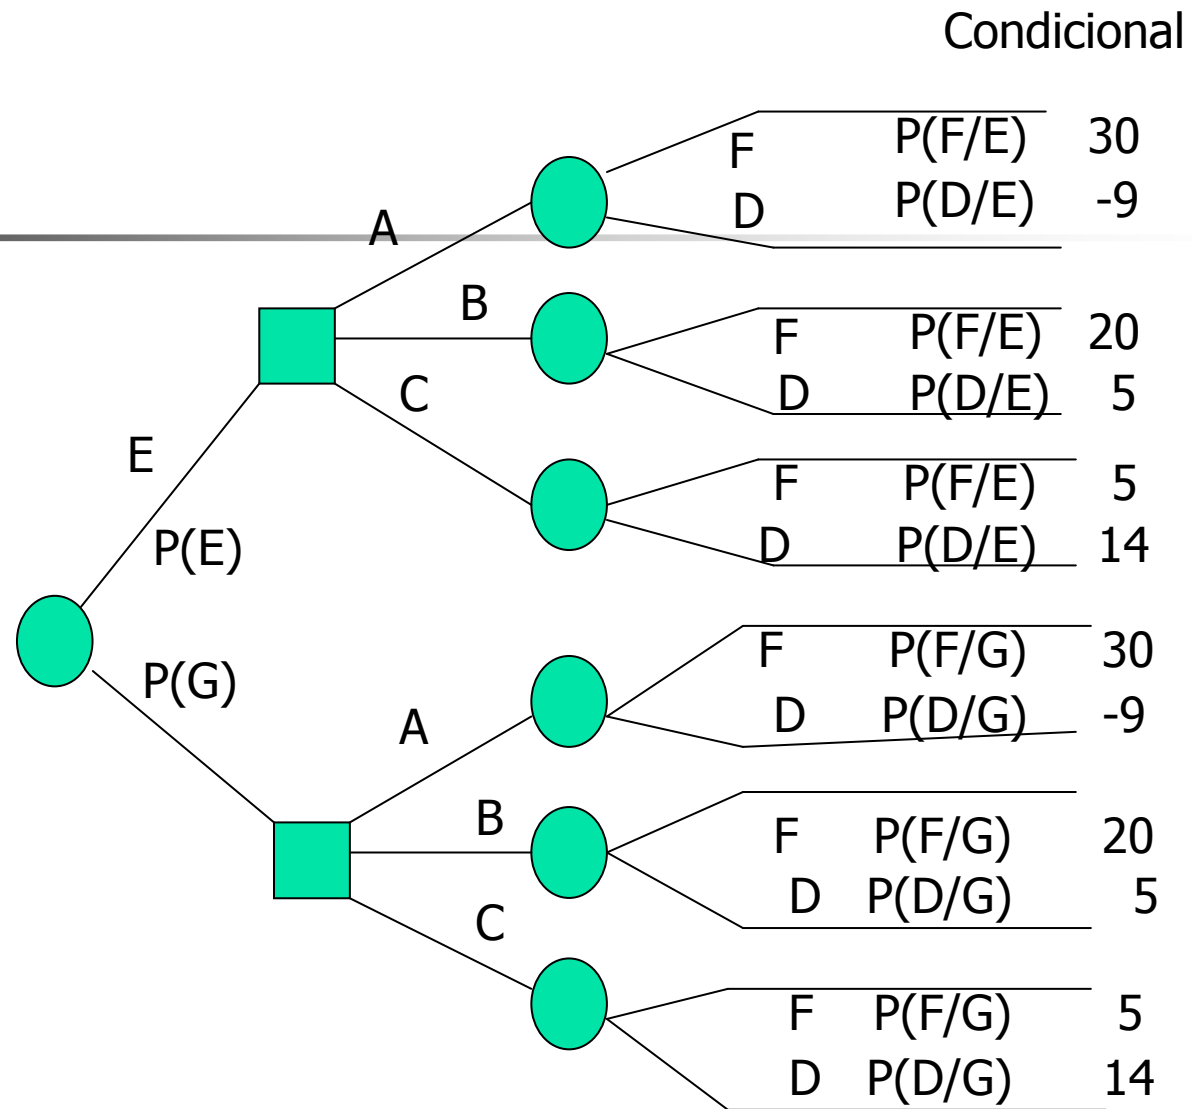 Condicional
F P(F/E) 30
A D P(D/E) -9
B F P(F/E) 20
C D P(D/E) 5
E F P(F/E) 5
P(E) D P(D/E) 14
P(G) F P(F/G) 30
A D P(D/G) -9
B F P(F/G) 20
D P(D/G) 5
C
F P(F/G) 5
D P(D/G) 14